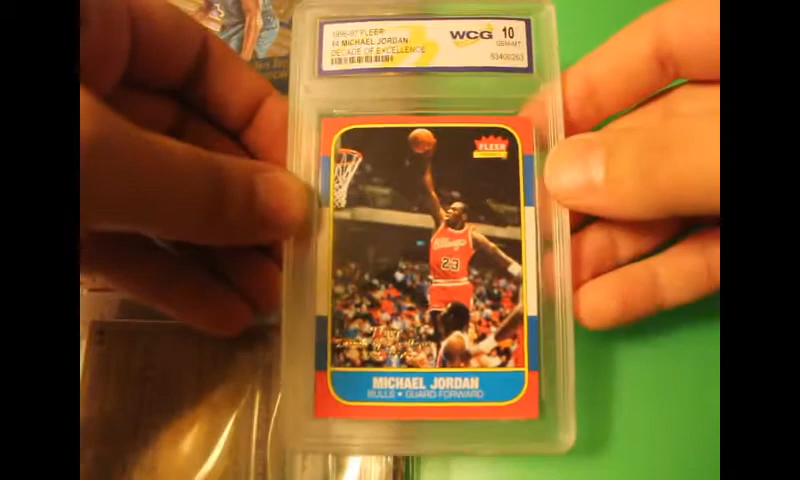 1996-97 FLEER
#4 MICHAEL JORDAN
DECADE OF EXCELLENCE
WCG
10
GEM-MT
FLEER
Chicago
23
MICHAEL JORDAN
BULLS • GUARD-FORWARD